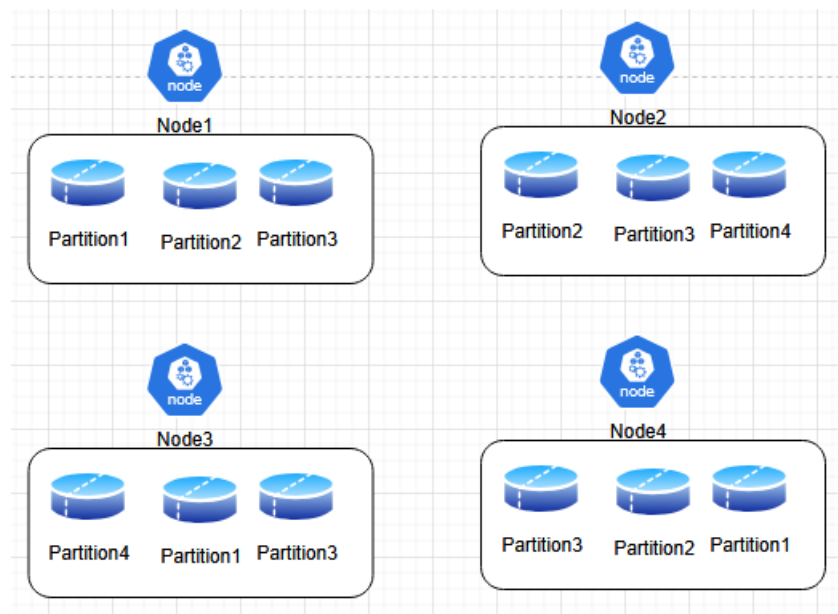 node
node
Node1
Node2
Partition1 Partition2 Partition3
Partition2 Partition3 Partition4
node
node
Node3
Node4
Partition4 Partition1 Partition3
Partition3 Partition2 Partition1